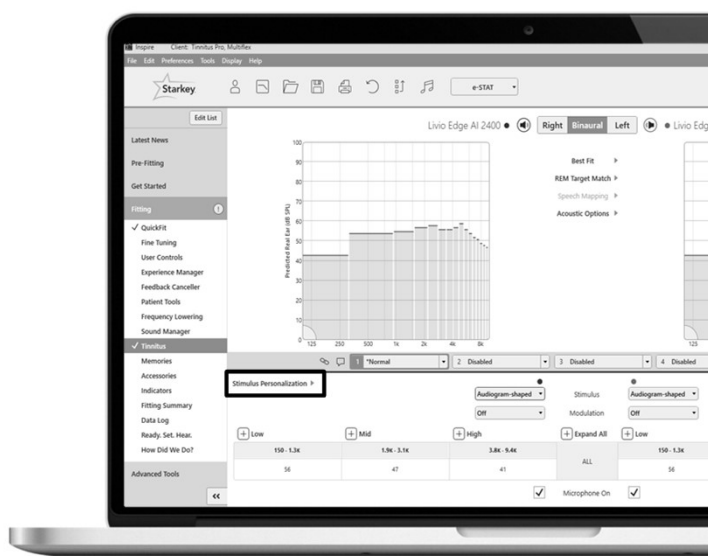 Inspire Client: Tinnitus Pro, Multiflex
File Edit Preferences Tools Display Help
Starkey
e-STAT
Edit List
Latest News
Pre-Fitting
Get Started
Fitting
QuickFit
Fine Tuning
User Controls
Experience Manager
Feedback Canceller
Patient Tools
Frequency Lowering
Sound Manager
Tinnitus
Memories
Accessories
Indicators
Fitting Summary
Data Log
Ready. Set. Hear.
How Did We Do?
Advanced Tools
Livio Edge AI 2400 Right Binaural Left Livio Edg
Best Fit
REM Target Match
Speech Mapping
Acoustic Options
Predicted Real Ear (dB SPL)
100
90
80
70
60
50
40
30
20
10
0
125 250 500 1k 2k 4k 8k
125
1 *Normal 2 Disabled 3 Disabled 4 Disabled
Stimulus Personalization
Audiogram-shaped Stimulus Audiogram-shaped
Off Modulation Off
Low Mid High Expand All Low
150 - 1.3K 1.9K - 3.1K 3.8K - 9.4K ALL 150 - 1.3K
56 47 41 56
Microphone On